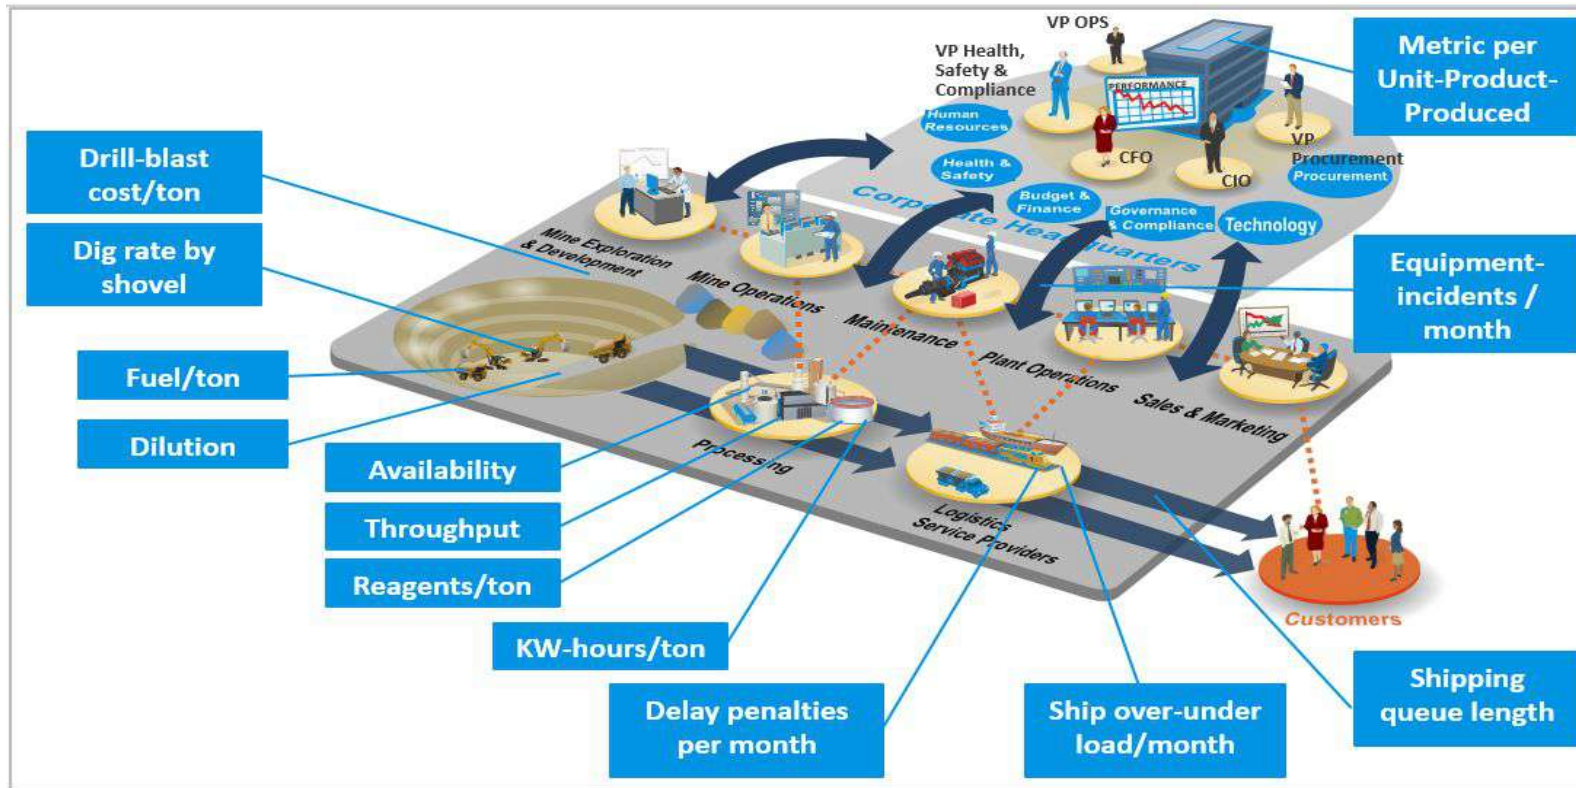 VP OPS
VP Health,
Safety &
Compliance
PERFORMANCE
Metric per
Unit-Product-
Produced
Human
Resources
Health &
Safety
CFO
CIO
VP
Procurement
Procurement
Budget &
Finance
Governance
& Compliance
Technology
Corporate Headquarters
Drill-blast
cost/ton
Dig rate by
shovel
Fuel/ton
Dilution
Mine Exploration
& Development
Mine Operations
Maintenance
Plant Operations
Sales & Marketing
Equipment-
incidents /
month
Availability
Throughput
Reagents/ton
KW-hours/ton
Processing
Logistics
Service Providers
Customers
Delay penalties
per month
Ship over-under
load/month
Shipping
queue length